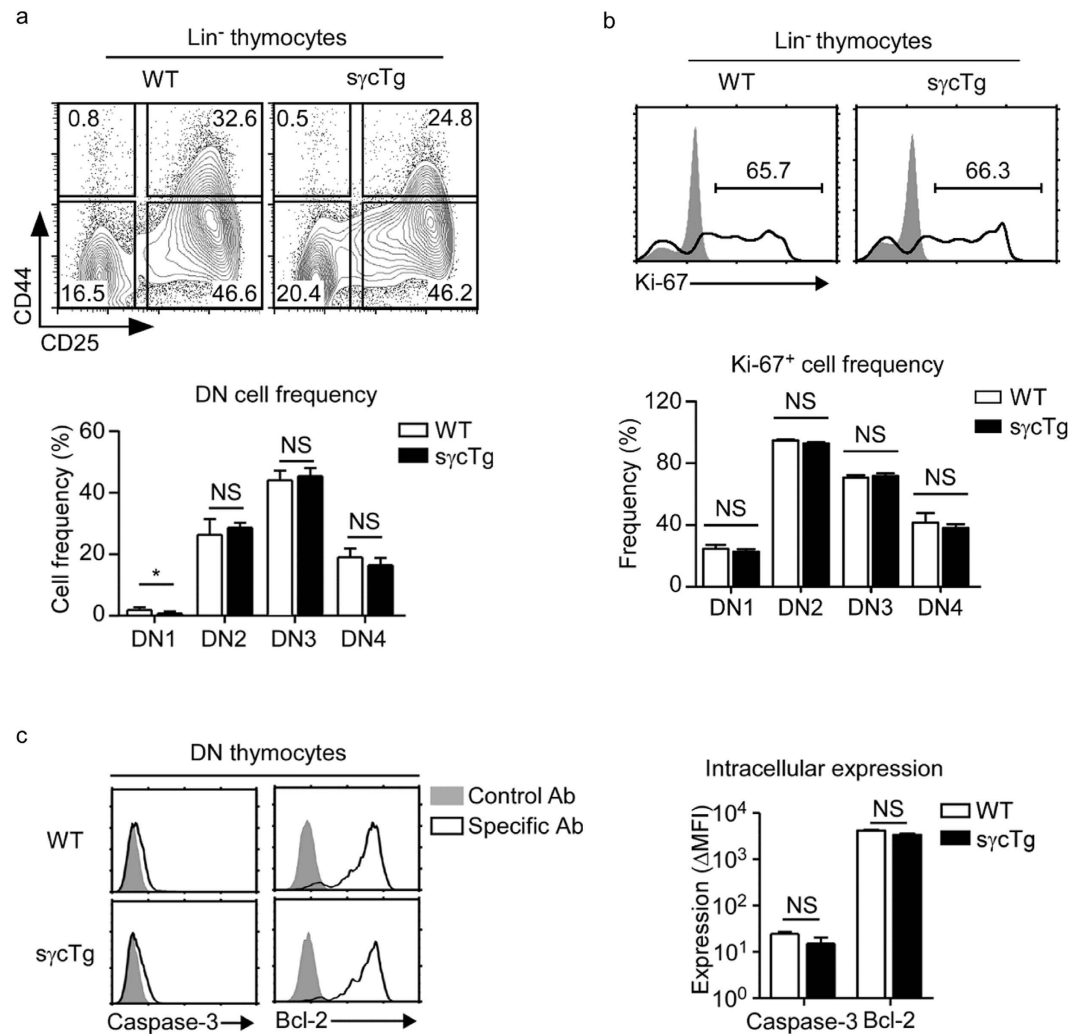 a
Lin⁻ thymocytes
WT sγcTg
0.8 32.6 0.5 24.8
16.5 46.6 20.4 46.2
CD44
CD25
DN cell frequency
WT
sγcTg
Cell frequency (%)
60
40
20
0
* NS NS NS
DN1 DN2 DN3 DN4
b
Lin⁻ thymocytes
WT sγcTg
65.7 66.3
Ki-67
Ki-67⁺ cell frequency
WT
sγcTg
Frequency (%)
120
80
40
0
NS NS NS NS
DN1 DN2 DN3 DN4
c
DN thymocytes
Control Ab
Specific Ab
WT
sγcTg
Caspase-3 Bcl-2
Intracellular expression
WT
sγcTg
Expression (ΔMFI)
10⁴
10³
10²
10¹
10⁰
NS NS
Caspase-3 Bcl-2